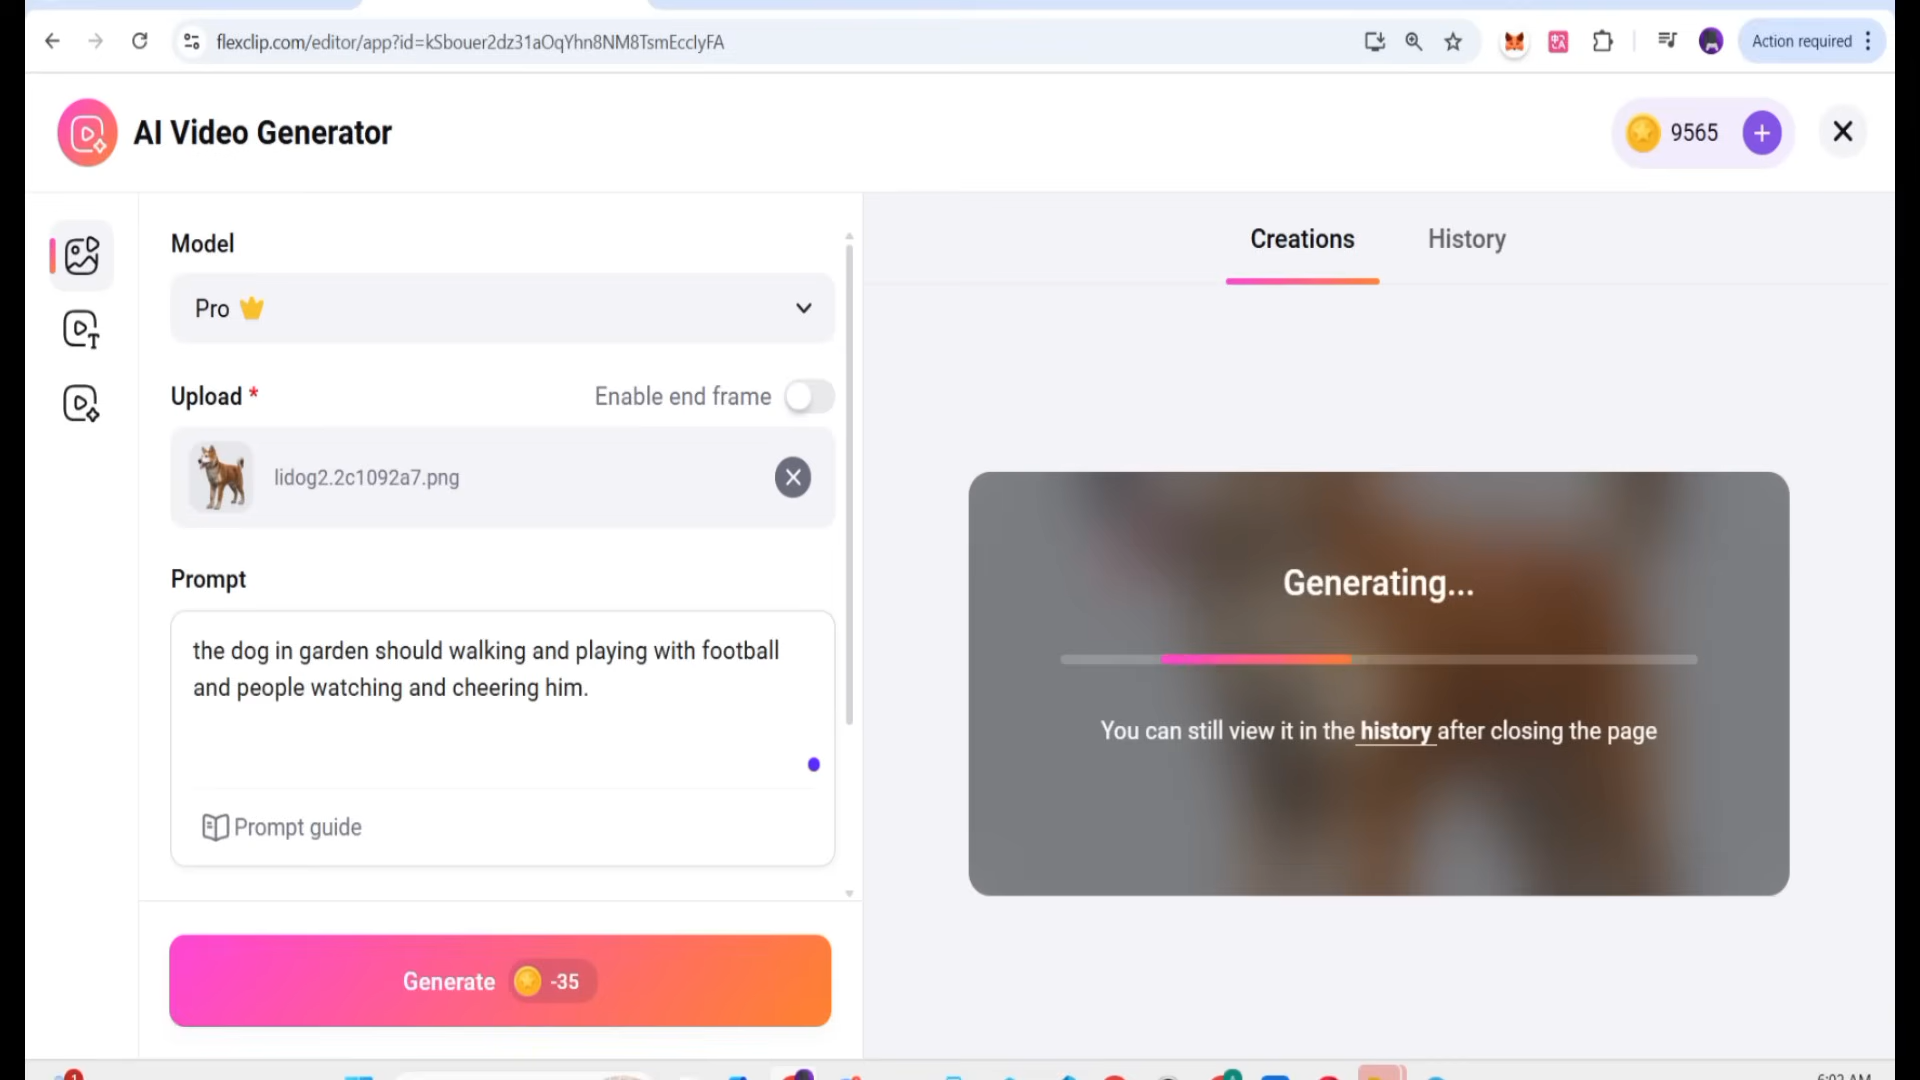 flexclip.com/editor/app?id=kSbouer2dz31aOqYhn8NM8TsmEcclyFA
Action required
AI Video Generator
9565
Model
Pro
Upload *
Enable end frame
lidog2.2c1092a7.png
Prompt
the dog in garden should walking and playing with football
and people watching and cheering him.
Prompt guide
Generate -35
Creations
History
Generating...
You can still view it in the history after closing the page